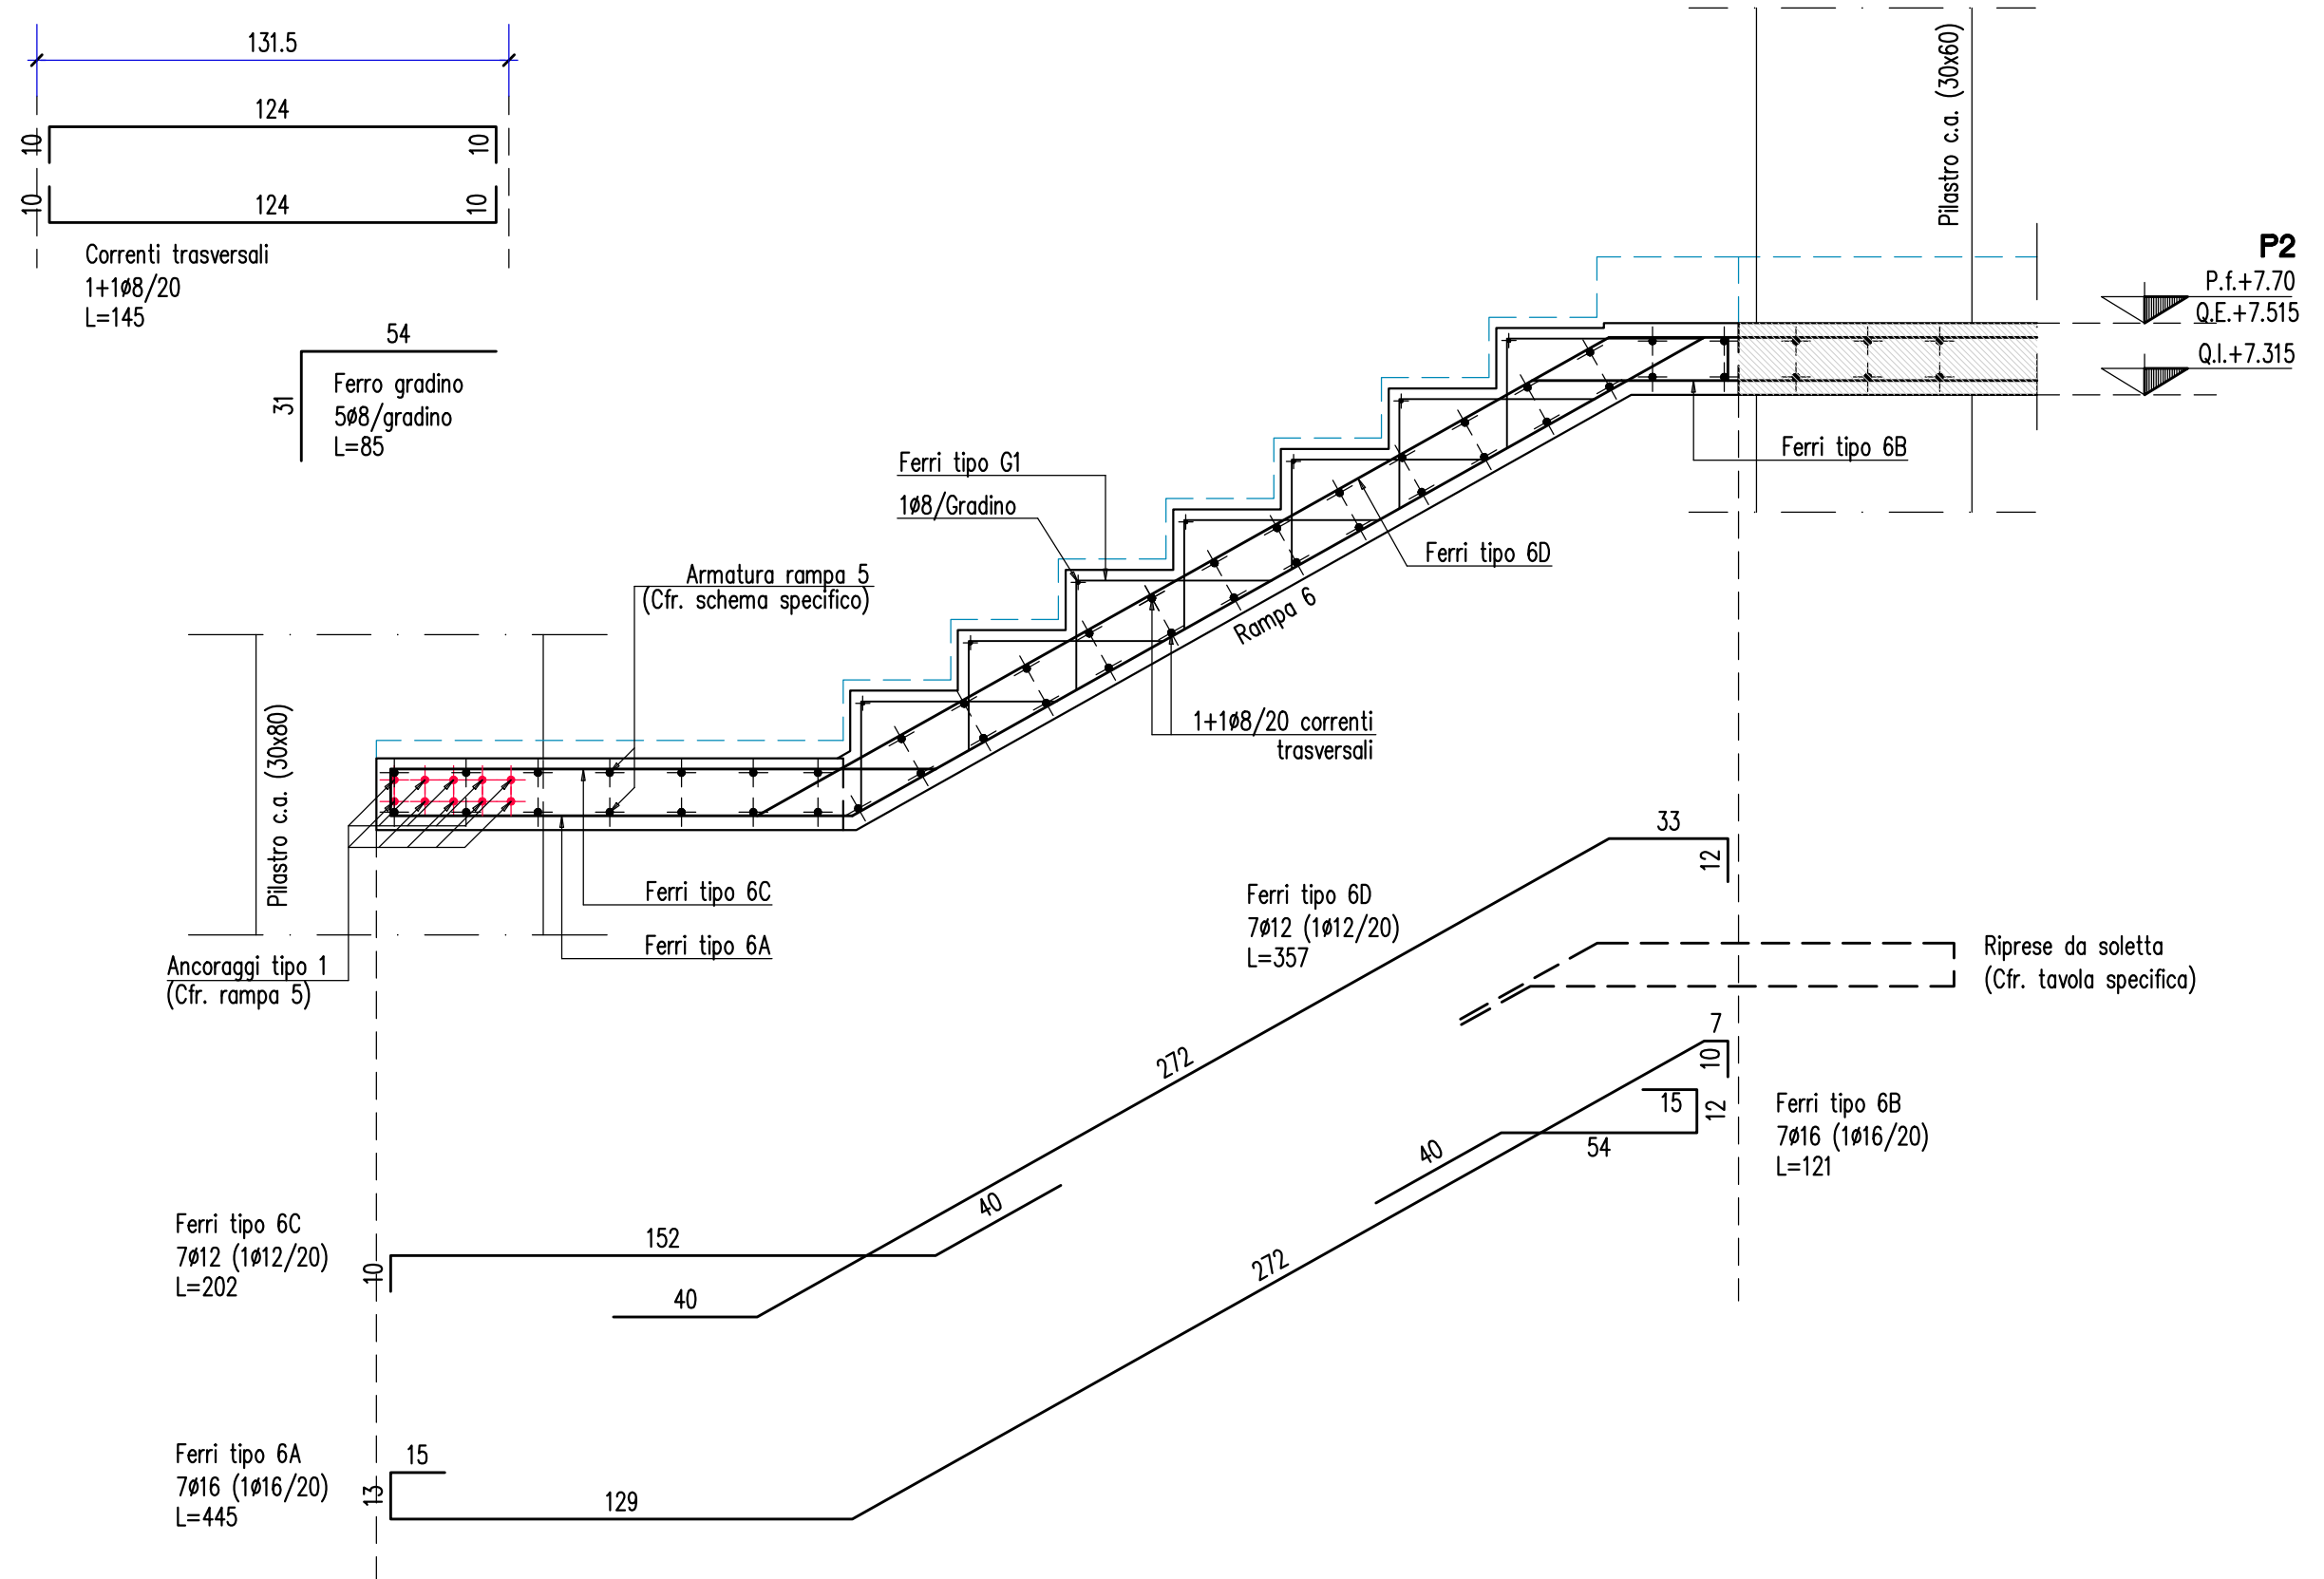 131.5
124
10
10
10
124
10
Correnti trasversali
1+1ø8/20
L=145
54
31
Ferro gradino
5ø8/gradino
L=85
Pilastro c.a. (30x60)
P2
P.f.+7.70
Q.E.+7.515
Q.I.+7.315
Ferri tipo 6B
Ferri tipo G1
1ø8/Gradino
Ferri tipo 6D
Armatura rampa 5
(Cfr. schema specifico)
Rampa 6
1+1ø8/20 correnti
trasversali
Pilastro c.a. (30x80)
Ferri tipo 6C
Ferri tipo 6A
Ancoraggi tipo 1
(Cfr. rampa 5)
33
12
Ferri tipo 6D
7ø12 (1ø12/20)
L=357
272
Riprese da soletta
(Cfr. tavola specifica)
7
10
15
12
40
54
Ferri tipo 6B
7ø16 (1ø16/20)
L=121
Ferri tipo 6C
7ø12 (1ø12/20)
L=202
10
152
40
40
272
Ferri tipo 6A
7ø16 (1ø16/20)
L=445
15
13
129